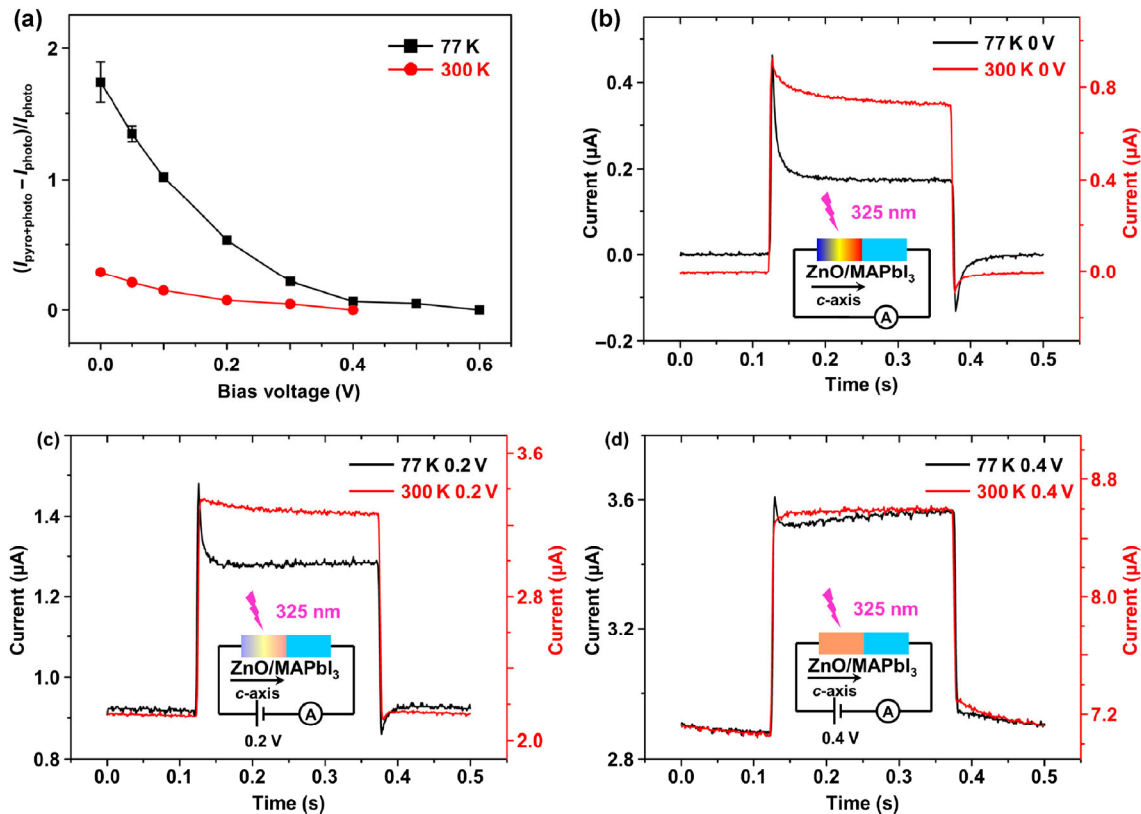 (a)
77 K
300 K
2
1
0
(I_pyro+photo − I_photo)/I_photo
0.0 0.2 0.4 0.6
Bias voltage (V)
(b)
77 K 0 V
300 K 0 V
0.4
0.2
0.0
−0.2
Current (μA)
0.8
0.4
0.0
Current (μA)
325 nm
ZnO/MAPbI3
c-axis
A
0.0 0.1 0.2 0.3 0.4 0.5
Time (s)
(c)
77 K 0.2 V
300 K 0.2 V
1.4
1.2
1.0
0.8
Current (μA)
3.6
2.8
2.0
Current (μA)
325 nm
ZnO/MAPbI3
c-axis
A
0.2 V
0.0 0.1 0.2 0.3 0.4 0.5
Time (s)
(d)
77 K 0.4 V
300 K 0.4 V
3.6
3.2
2.8
Current (μA)
8.8
8.0
7.2
Current (μA)
325 nm
ZnO/MAPbI3
c-axis
A
0.4 V
0.0 0.1 0.2 0.3 0.4 0.5
Time (s)